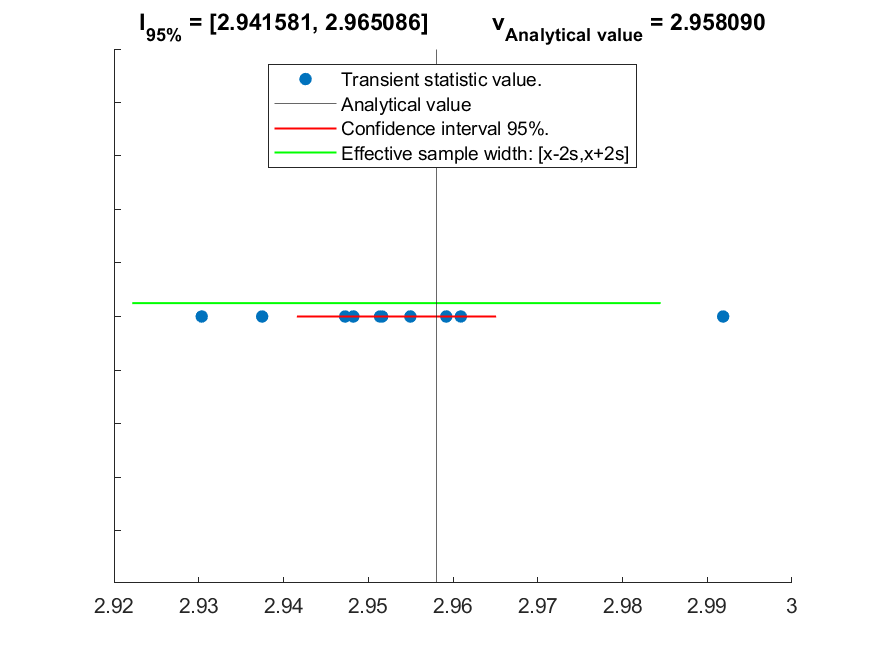 I95% = [2.941581, 2.965086] vAnalytical value = 2.958090
Transient statistic value.
Analytical value
Confidence interval 95%.
Effective sample width: [x-2s,x+2s]
2.92 2.93 2.94 2.95 2.96 2.97 2.98 2.99 3